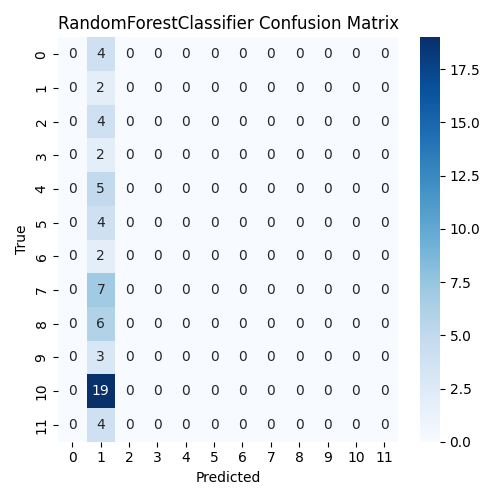 RandomForestClassifier Confusion Matrix
0 0 4 0 0 0 0 0 0 0 0 0 0
1 0 2 0 0 0 0 0 0 0 0 0 0
2 0 4 0 0 0 0 0 0 0 0 0 0
3 0 2 0 0 0 0 0 0 0 0 0 0
4 0 5 0 0 0 0 0 0 0 0 0 0
5 0 4 0 0 0 0 0 0 0 0 0 0
6 0 2 0 0 0 0 0 0 0 0 0 0
7 0 7 0 0 0 0 0 0 0 0 0 0
8 0 6 0 0 0 0 0 0 0 0 0 0
9 0 3 0 0 0 0 0 0 0 0 0 0
10 0 19 0 0 0 0 0 0 0 0 0 0
11 0 4 0 0 0 0 0 0 0 0 0 0
0 1 2 3 4 5 6 7 8 9 10 11
True
Predicted
17.5
15.0
12.5
10.0
7.5
5.0
2.5
0.0